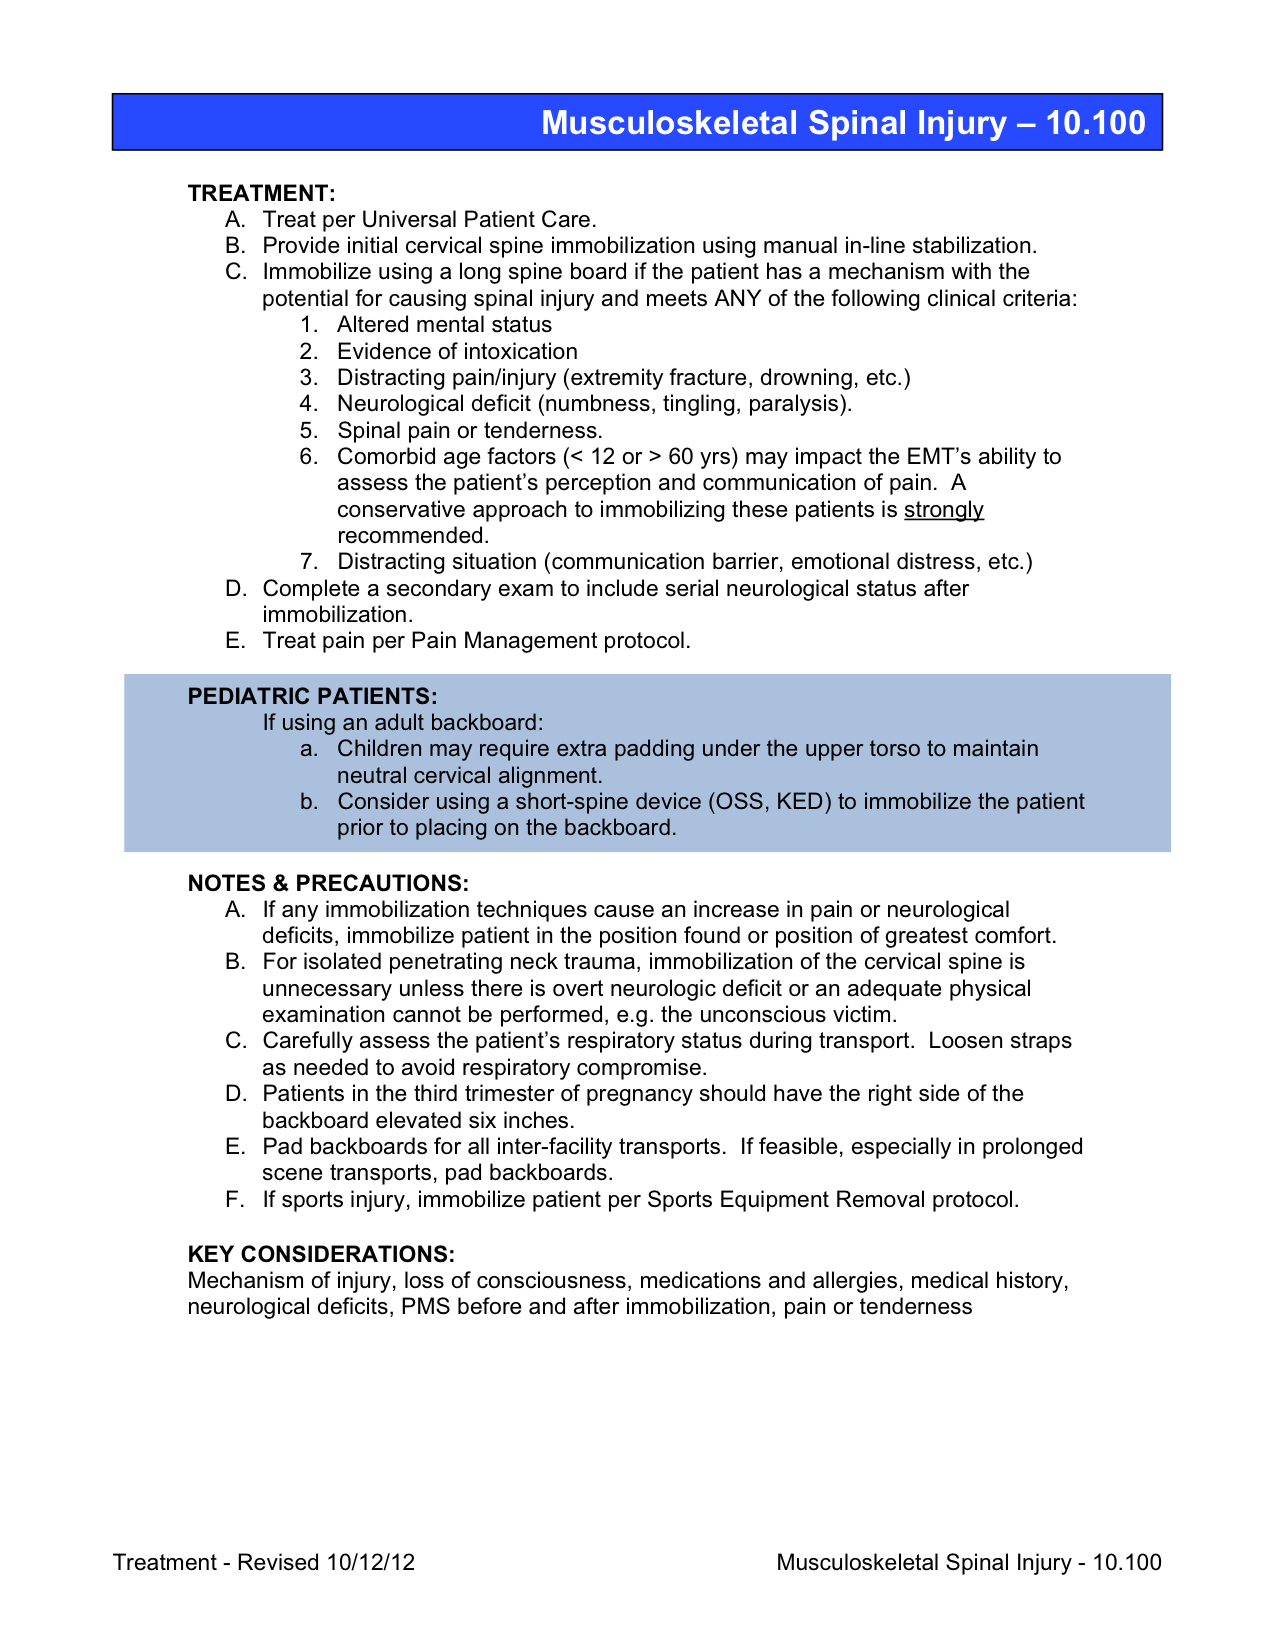 Musculoskeletal Spinal Injury – 10.100
TREATMENT:
A. Treat per Universal Patient Care.
B. Provide initial cervical spine immobilization using manual in-line stabilization.
C. Immobilize using a long spine board if the patient has a mechanism with the
potential for causing spinal injury and meets ANY of the following clinical criteria:
1. Altered mental status
2. Evidence of intoxication
3. Distracting pain/injury (extremity fracture, drowning, etc.)
4. Neurological deficit (numbness, tingling, paralysis).
5. Spinal pain or tenderness.
6. Comorbid age factors (< 12 or > 60 yrs) may impact the EMT’s ability to
assess the patient’s perception and communication of pain.  A
conservative approach to immobilizing these patients is strongly
recommended.
7. Distracting situation (communication barrier, emotional distress, etc.)
D. Complete a secondary exam to include serial neurological status after
immobilization.
E. Treat pain per Pain Management protocol.
PEDIATRIC PATIENTS:
If using an adult backboard:
a. Children may require extra padding under the upper torso to maintain
neutral cervical alignment.
b. Consider using a short-spine device (OSS, KED) to immobilize the patient
prior to placing on the backboard.
NOTES & PRECAUTIONS:
A. If any immobilization techniques cause an increase in pain or neurological
deficits, immobilize patient in the position found or position of greatest comfort.
B. For isolated penetrating neck trauma, immobilization of the cervical spine is
unnecessary unless there is overt neurologic deficit or an adequate physical
examination cannot be performed, e.g. the unconscious victim.
C. Carefully assess the patient’s respiratory status during transport.  Loosen straps
as needed to avoid respiratory compromise.
D. Patients in the third trimester of pregnancy should have the right side of the
backboard elevated six inches.
E. Pad backboards for all inter-facility transports.  If feasible, especially in prolonged
scene transports, pad backboards.
F. If sports injury, immobilize patient per Sports Equipment Removal protocol.
KEY CONSIDERATIONS:
Mechanism of injury, loss of consciousness, medications and allergies, medical history,
neurological deficits, PMS before and after immobilization, pain or tenderness
Treatment - Revised 10/12/12
Musculoskeletal Spinal Injury - 10.100